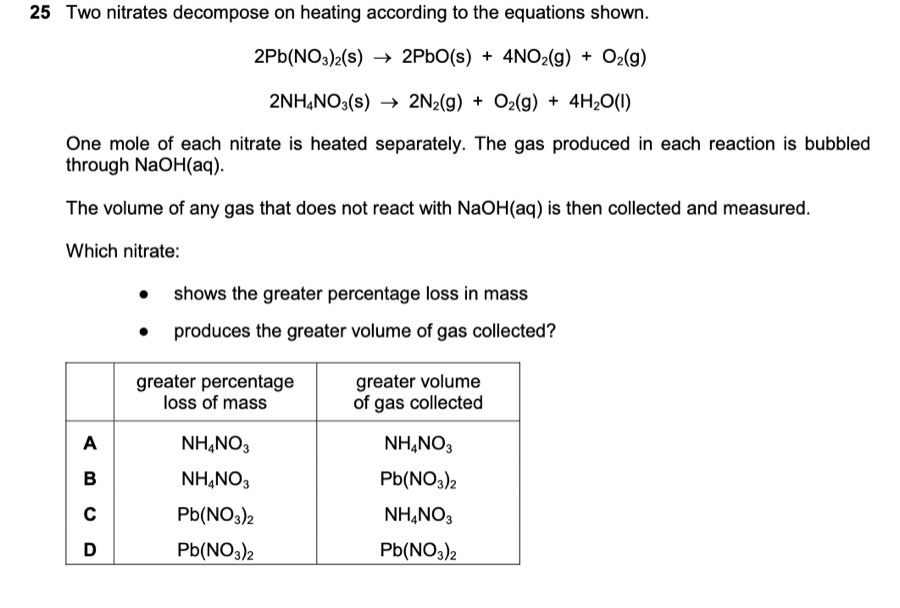 25 Two nitrates decompose on heating according to the equations shown.
2Pb(NO₃)₂(s) → 2PbO(s) + 4NO₂(g) + O₂(g)
2NH₄NO₃(s) → 2N₂(g) + O₂(g) + 4H₂O(l)
One mole of each nitrate is heated separately. The gas produced in each reaction is bubbled
through NaOH(aq).
The volume of any gas that does not react with NaOH(aq) is then collected and measured.
Which nitrate:
• shows the greater percentage loss in mass
• produces the greater volume of gas collected?
greater percentage loss of mass | greater volume of gas collected
A NH₄NO₃ NH₄NO₃
B NH₄NO₃ Pb(NO₃)₂
C Pb(NO₃)₂ NH₄NO₃
D Pb(NO₃)₂ Pb(NO₃)₂